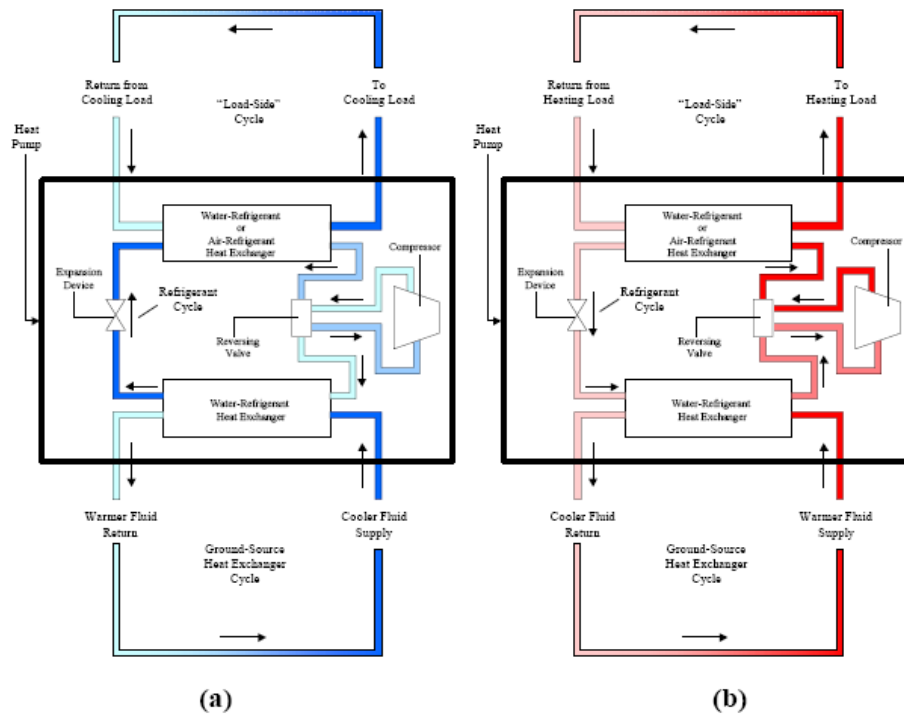 Return from
Cooling Load
"Load-Side"
Cycle
To
Cooling Load
Heat
Pump
Water-Refrigerant
or
Air-Refrigerant
Heat Exchanger
Compressor
Expansion
Device
Refrigerant
Cycle
Reversing
Valve
Water-Refrigerant
Heat Exchanger
Warmer Fluid
Return
Cooler Fluid
Supply
Ground-Source
Heat Exchanger
Cycle
(a)
Return from
Heating Load
"Load-Side"
Cycle
To
Heating Load
Heat
Pump
Water-Refrigerant
or
Air-Refrigerant
Heat Exchanger
Compressor
Expansion
Device
Refrigerant
Cycle
Reversing
Valve
Water-Refrigerant
Heat Exchanger
Cooler Fluid
Return
Warmer Fluid
Supply
Ground-Source
Heat Exchanger
Cycle
(b)